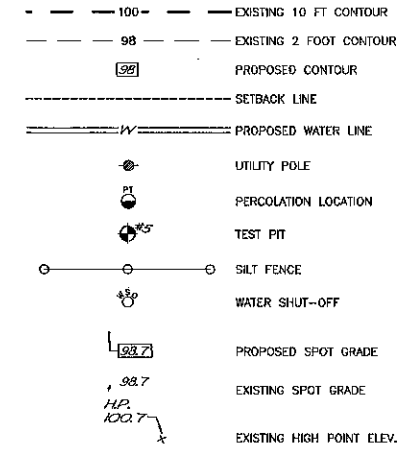 100 EXISTING 10 FT CONTOUR
98 EXISTING 2 FOOT CONTOUR
98 PROPOSED CONTOUR
SETBACK LINE
W PROPOSED WATER LINE
UTILITY POLE
PT PERCOLATION LOCATION
#5 TEST PIT
SILT FENCE
WATER SHUT-OFF
93.7 PROPOSED SPOT GRADE
98.7 EXISTING SPOT GRADE
H.P.
100.7 EXISTING HIGH POINT ELEV.